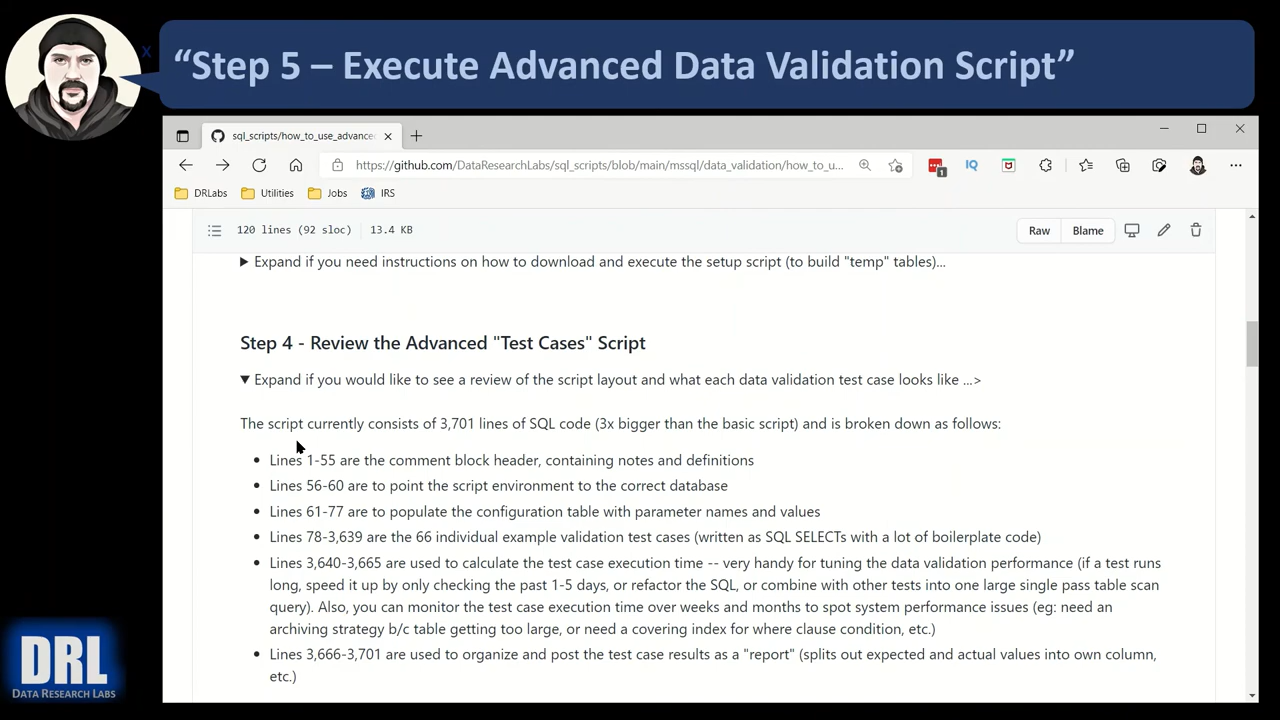 “Step 5 – Execute Advanced Data Validation Script”
X
sql_scripts/how_to_use_advance
https://github.com/DataResearchLabs/sql_scripts/blob/main/mssql/data_validation/how_to_u...
1
IQ
DRLabs
Utilities
Jobs
IRS
120 lines (92 sloc) 13.4 KB
Raw
Blame
Expand if you need instructions on how to download and execute the setup script (to build "temp" tables)...
Step 4 - Review the Advanced "Test Cases" Script
Expand if you would like to see a review of the script layout and what each data validation test case looks like ...>
The script currently consists of 3,701 lines of SQL code (3x bigger than the basic script) and is broken down as follows:
• Lines 1-55 are the comment block header, containing notes and definitions
• Lines 56-60 are to point the script environment to the correct database
• Lines 61-77 are to populate the configuration table with parameter names and values
• Lines 78-3,639 are the 66 individual example validation test cases (written as SQL SELECTs with a lot of boilerplate code)
• Lines 3,640-3,665 are used to calculate the test case execution time -- very handy for tuning the data validation performance (if a test runs
long, speed it up by only checking the past 1-5 days, or refactor the SQL, or combine with other tests into one large single pass table scan
query). Also, you can monitor the test case execution time over weeks and months to spot system performance issues (eg: need an
archiving strategy b/c table getting too large, or need a covering index for where clause condition, etc.)
• Lines 3,666-3,701 are used to organize and post the test case results as a "report" (splits out expected and actual values into own column,
etc.)
DRL
DATA RESEARCH LABS